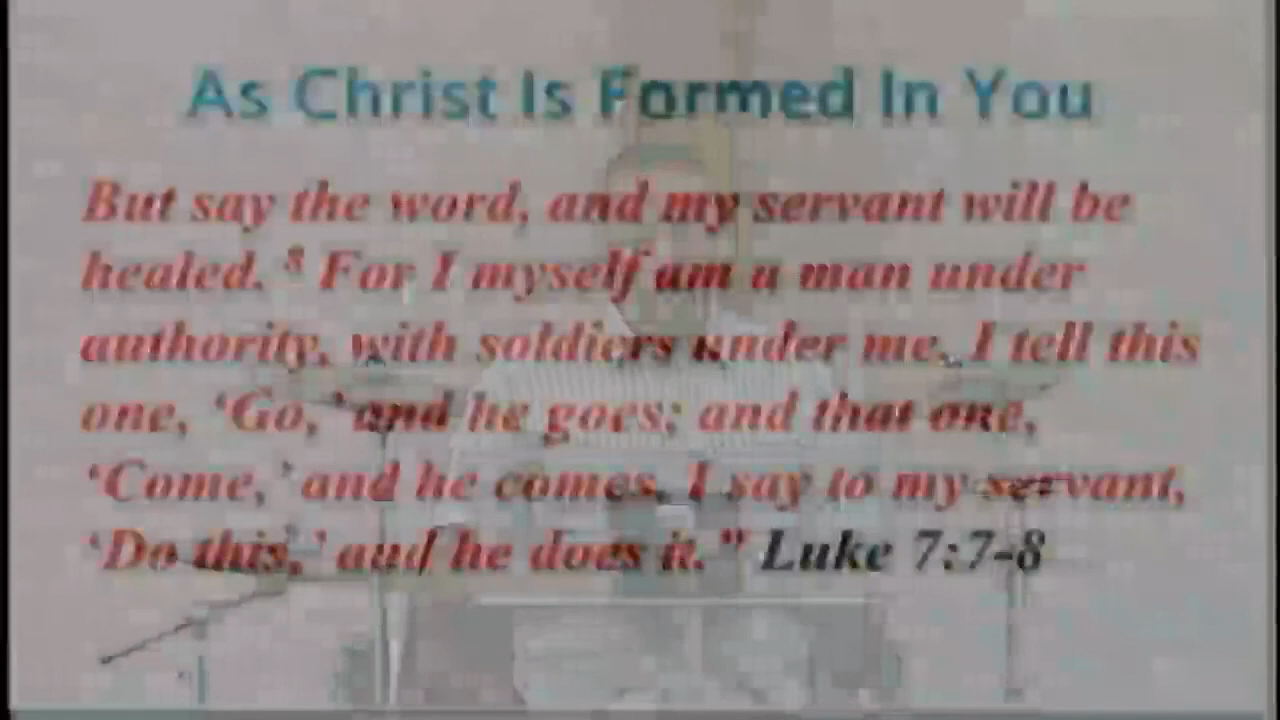 As Christ Is Formed In You
But say the word, and my servant will be
healed. 8 For I myself am a man under
authority, with soldiers under me. I tell this
one, ‘Go,’ and he goes; and that one,
‘Come,’ and he comes. I say to my servant,
‘Do this,’ and he does it.” Luke 7:7-8